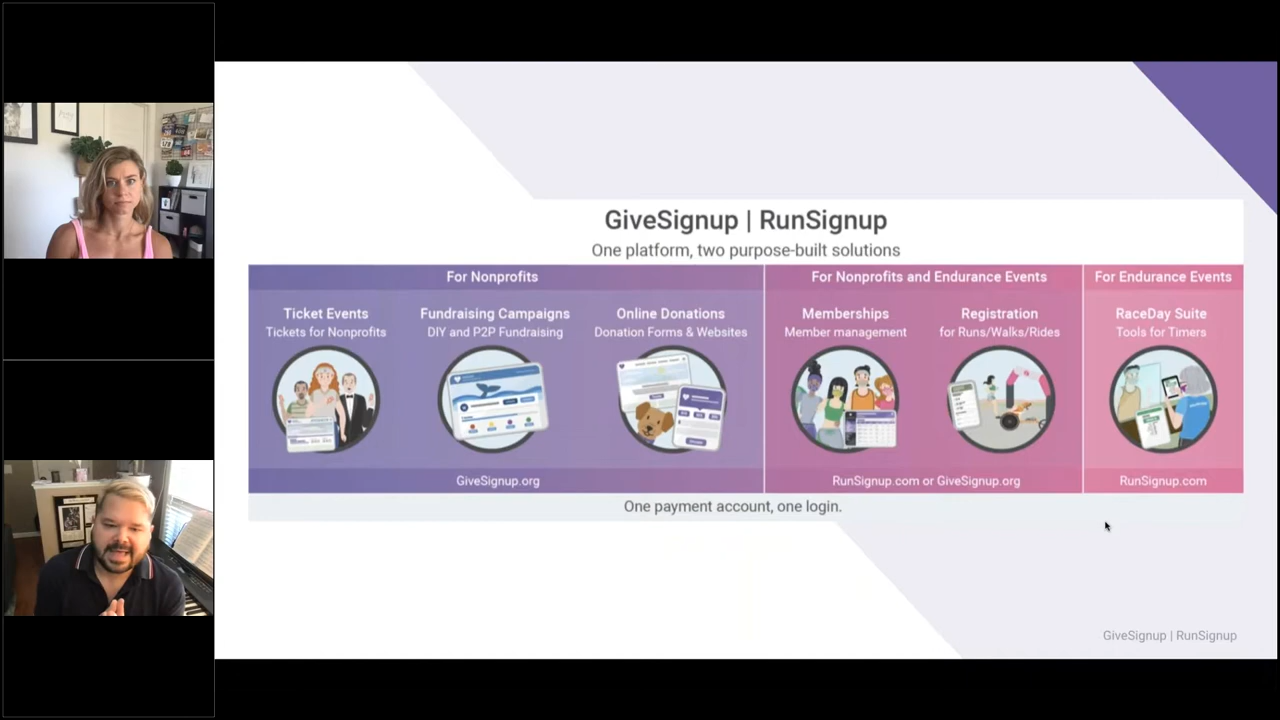 GiveSignup | RunSignup
One platform, two purpose-built solutions
For Nonprofits
For Nonprofits and Endurance Events
For Endurance Events
Ticket Events
Tickets for Nonprofits
Fundraising Campaigns
DIY and P2P Fundraising
Online Donations
Donation Forms & Websites
Memberships
Member management
Registration
for Runs/Walks/Rides
RaceDay Suite
Tools for Timers
GiveSignup.org
RunSignup.com or GiveSignup.org
RunSignup.com
One payment account, one login.
GiveSignup | RunSignup